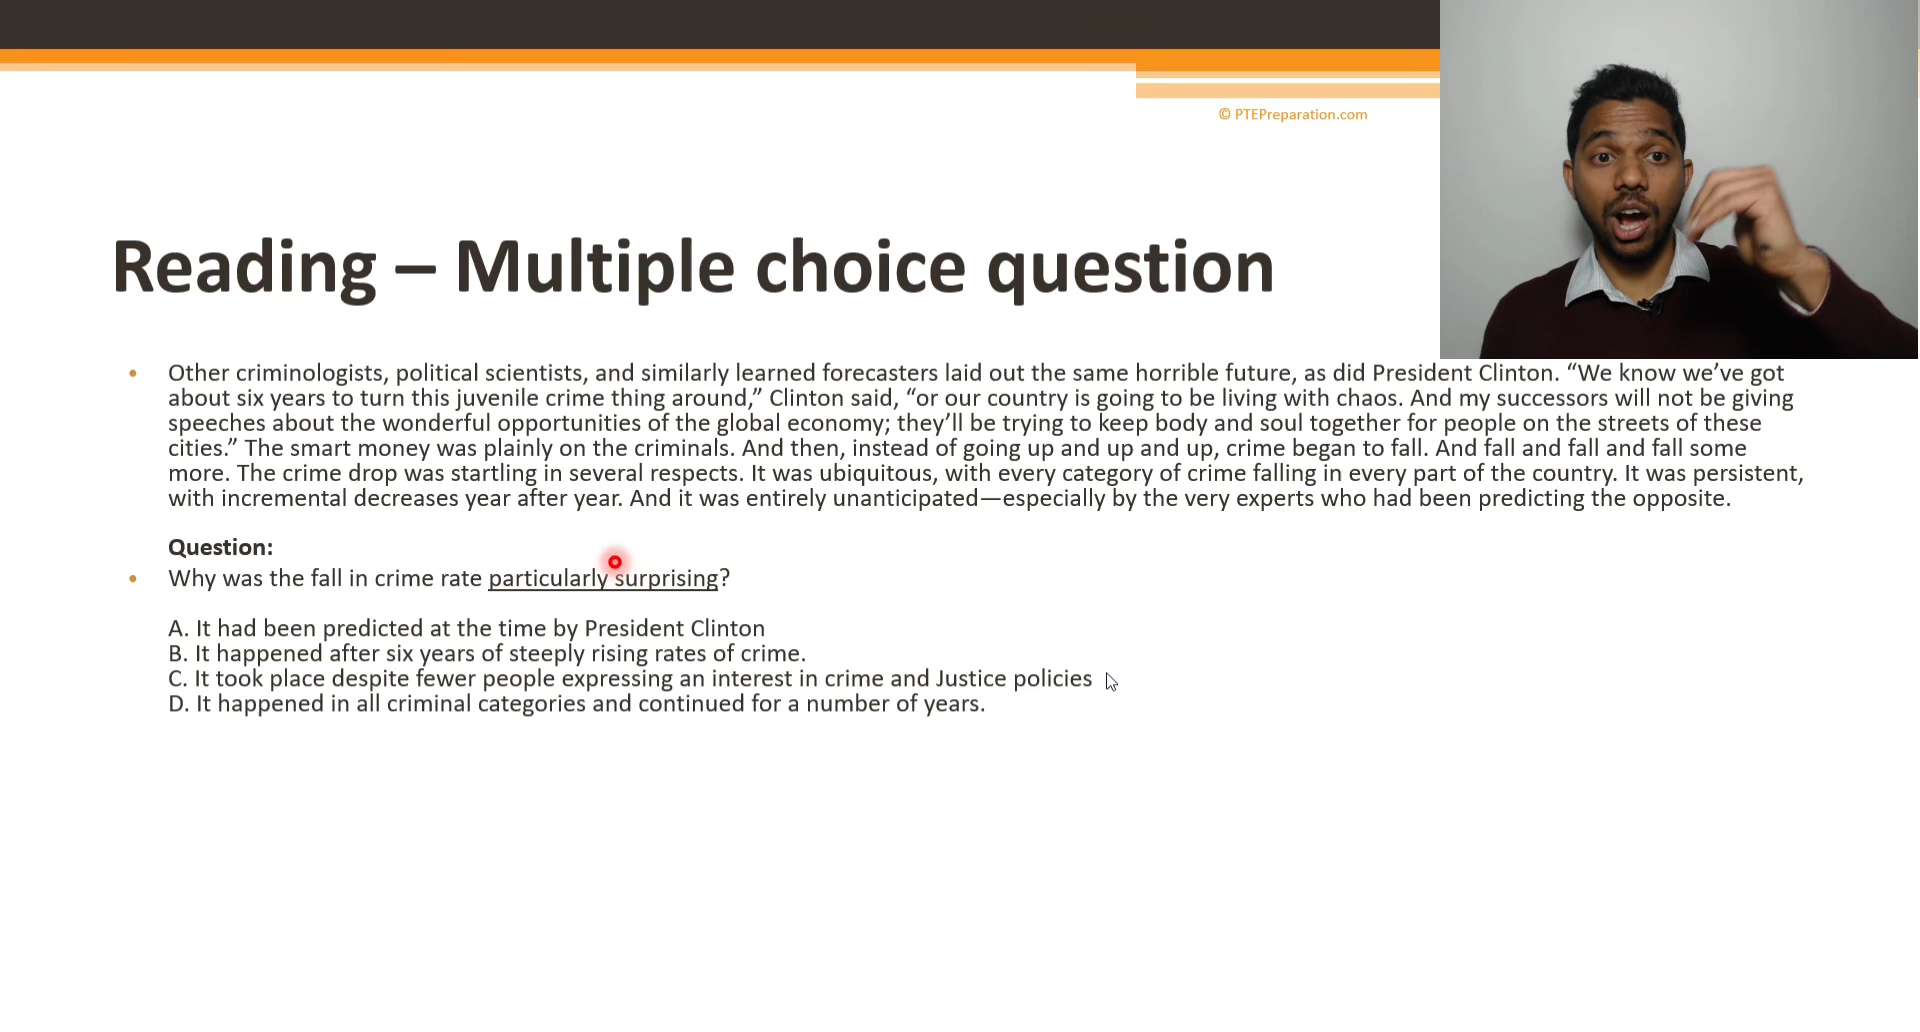 © PTEPreparation.com
Reading – Multiple choice question
• Other criminologists, political scientists, and similarly learned forecasters laid out the same horrible future, as did President Clinton. “We know we’ve got
about six years to turn this juvenile crime thing around,” Clinton said, “or our country is going to be living with chaos. And my successors will not be giving
speeches about the wonderful opportunities of the global economy; they’ll be trying to keep body and soul together for people on the streets of these
cities.” The smart money was plainly on the criminals. And then, instead of going up and up and up, crime began to fall. And fall and fall and fall some
more. The crime drop was startling in several respects. It was ubiquitous, with every category of crime falling in every part of the country. It was persistent,
with incremental decreases year after year. And it was entirely unanticipated—especially by the very experts who had been predicting the opposite.
Question:
• Why was the fall in crime rate particularly surprising?
A. It had been predicted at the time by President Clinton
B. It happened after six years of steeply rising rates of crime.
C. It took place despite fewer people expressing an interest in crime and Justice policies
D. It happened in all criminal categories and continued for a number of years.